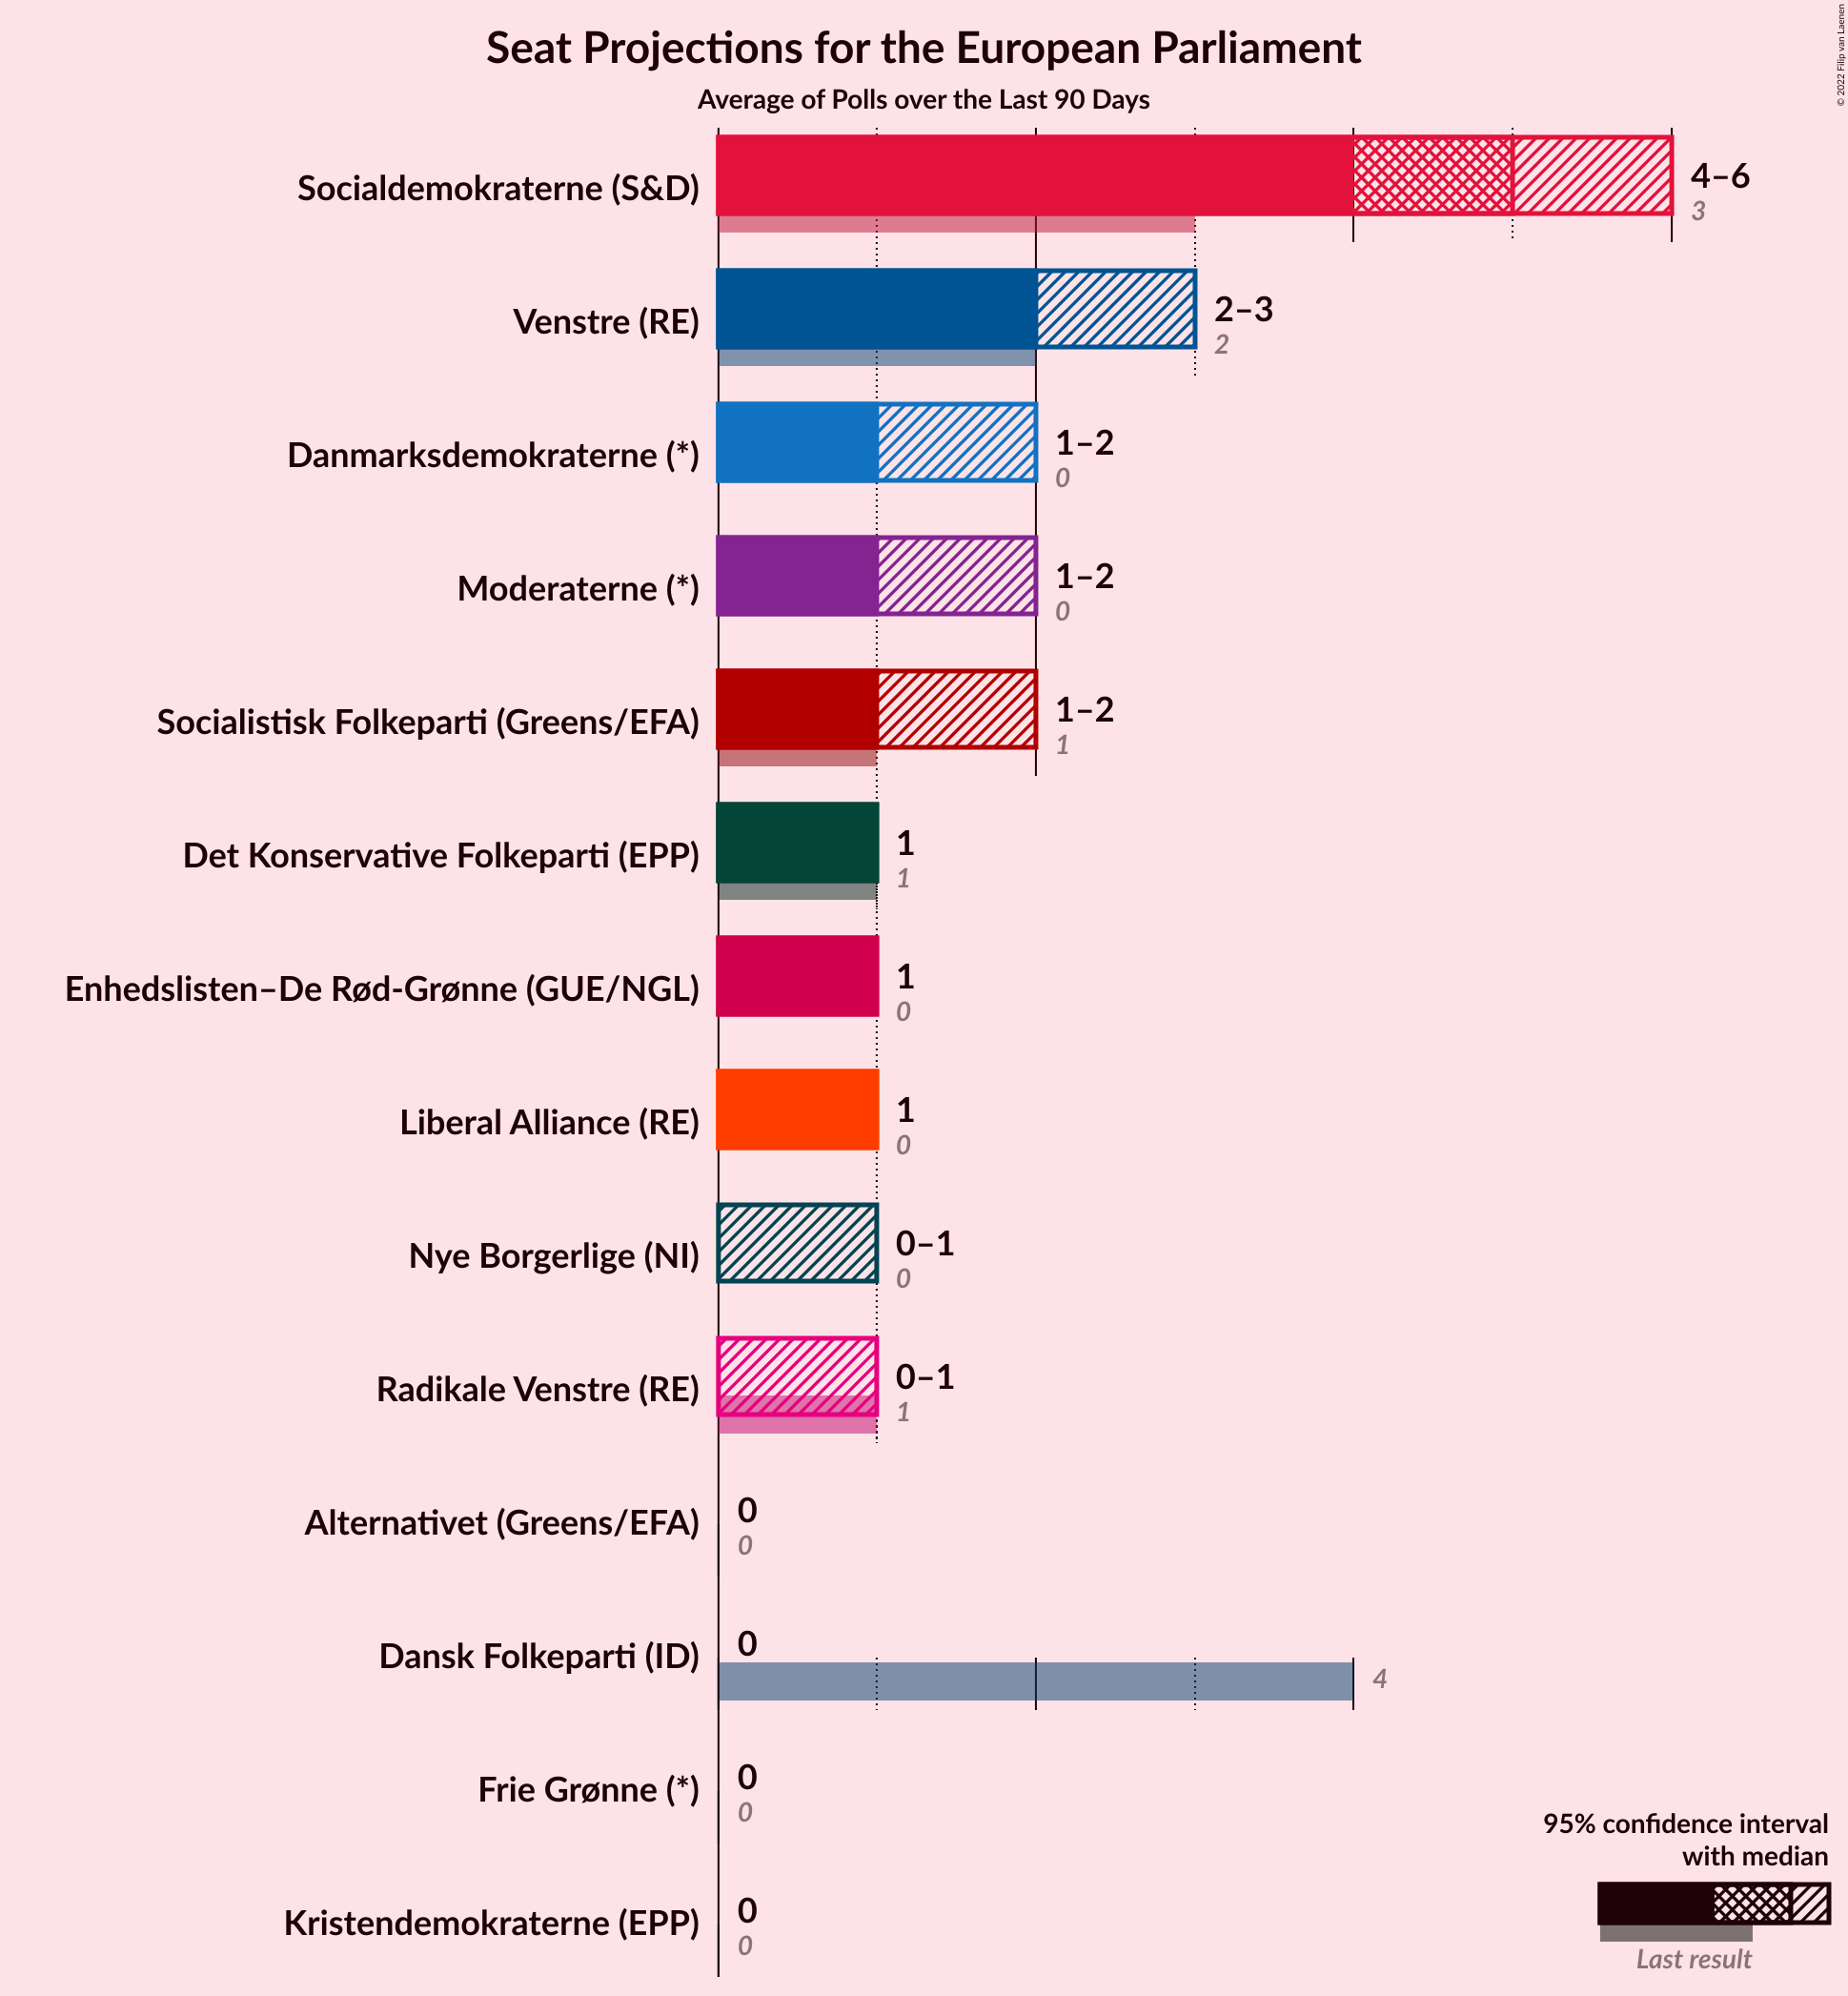 Seat Projections for the European Parliament
Average of Polls over the Last 90 Days
© 2022 Filip van Laenen
Socialdemokraterne (S&D)
4–6
3
Venstre (RE)
2–3
2
Danmarksdemokraterne (*)
1–2
0
Moderaterne (*)
1–2
0
Socialistisk Folkeparti (Greens/EFA)
1–2
1
Det Konservative Folkeparti (EPP)
1
1
Enhedslisten–De Rød-Grønne (GUE/NGL)
1
0
Liberal Alliance (RE)
1
0
Nye Borgerlige (NI)
0–1
0
Radikale Venstre (RE)
0–1
1
Alternativet (Greens/EFA)
0
0
Dansk Folkeparti (ID)
0
4
Frie Grønne (*)
0
0
Kristendemokraterne (EPP)
0
0
95% confidence interval
with median
Last result